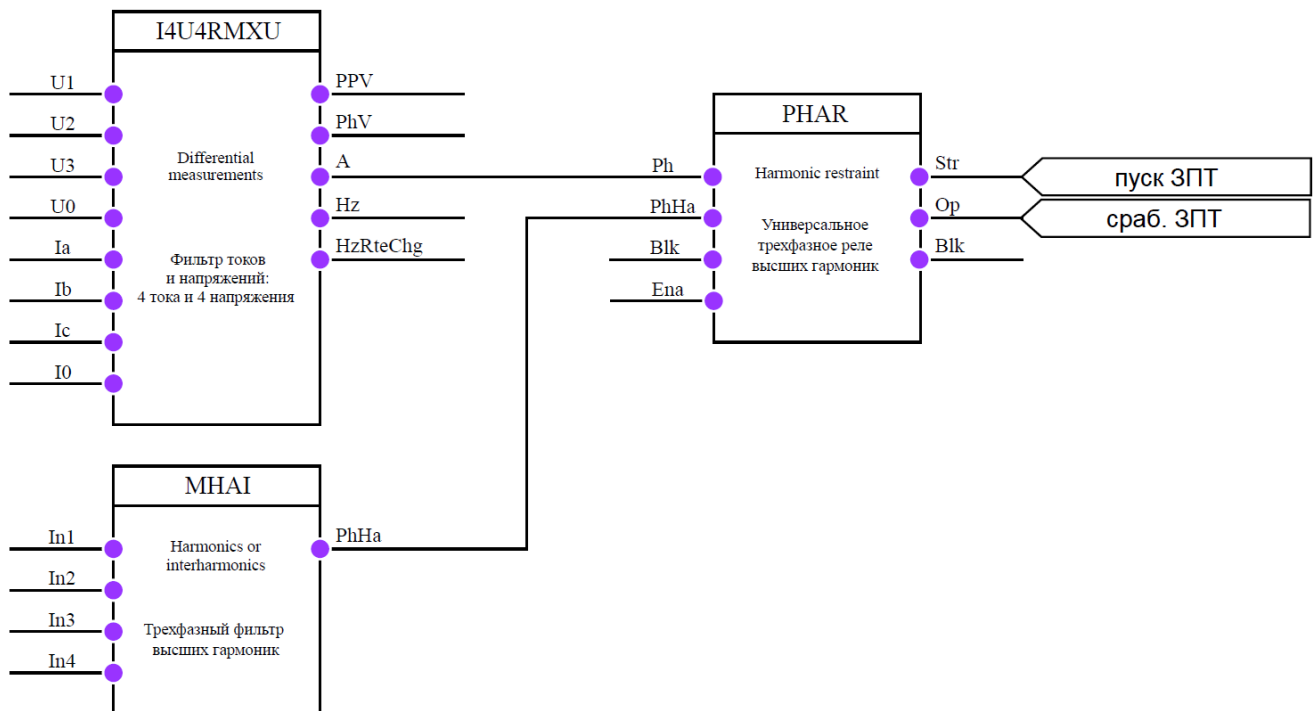 I4U4RMXU
U1
U2
U3
U0
Ia
Ib
Ic
I0
Differential
measurements
Фильтр токов
и напряжений:
4 тока и 4 напряжения
PPV
PhV
A
Hz
HzRteChg
PHAR
Ph
PhHa
Blk
Ena
Harmonic restraint
Универсальное
трехфазное реле
высших гармоник
Str
Op
Blk
пуск ЗПТ
сраб. ЗПТ
MHAI
In1
In2
In3
In4
Harmonics or
interharmonics
Трехфазный фильтр
высших гармоник
PhHa